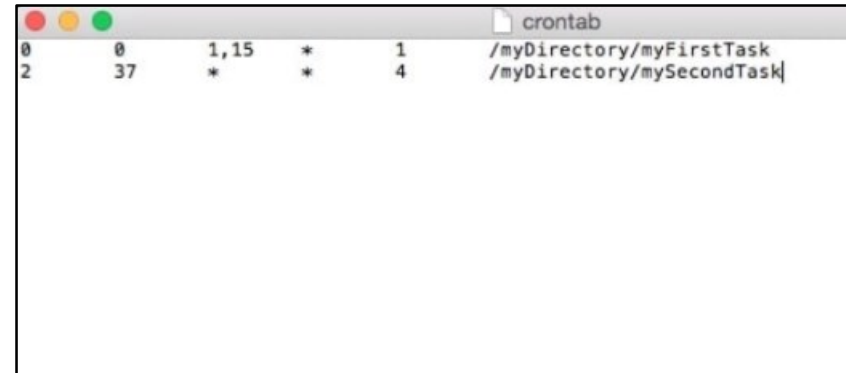 crontab
0 0 1,15 * 1 /myDirectory/myFirstTask
2 37 * * 4 /myDirectory/mySecondTask